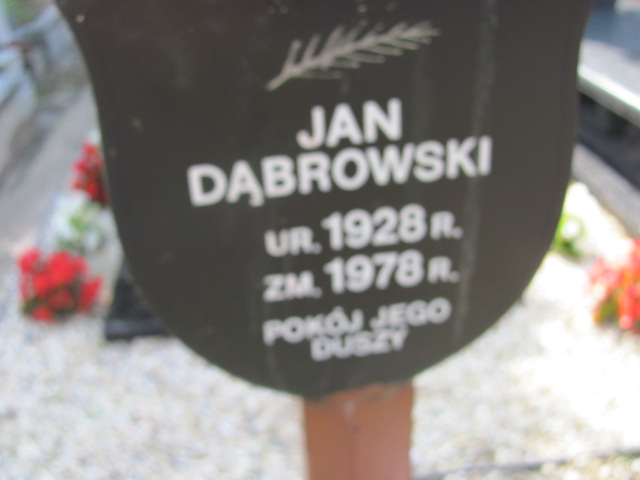 JAN
DĄBROWSKI
UR. 1928 R.
ZM. 1978 R.
POKÓJ JEGO
DUSZY